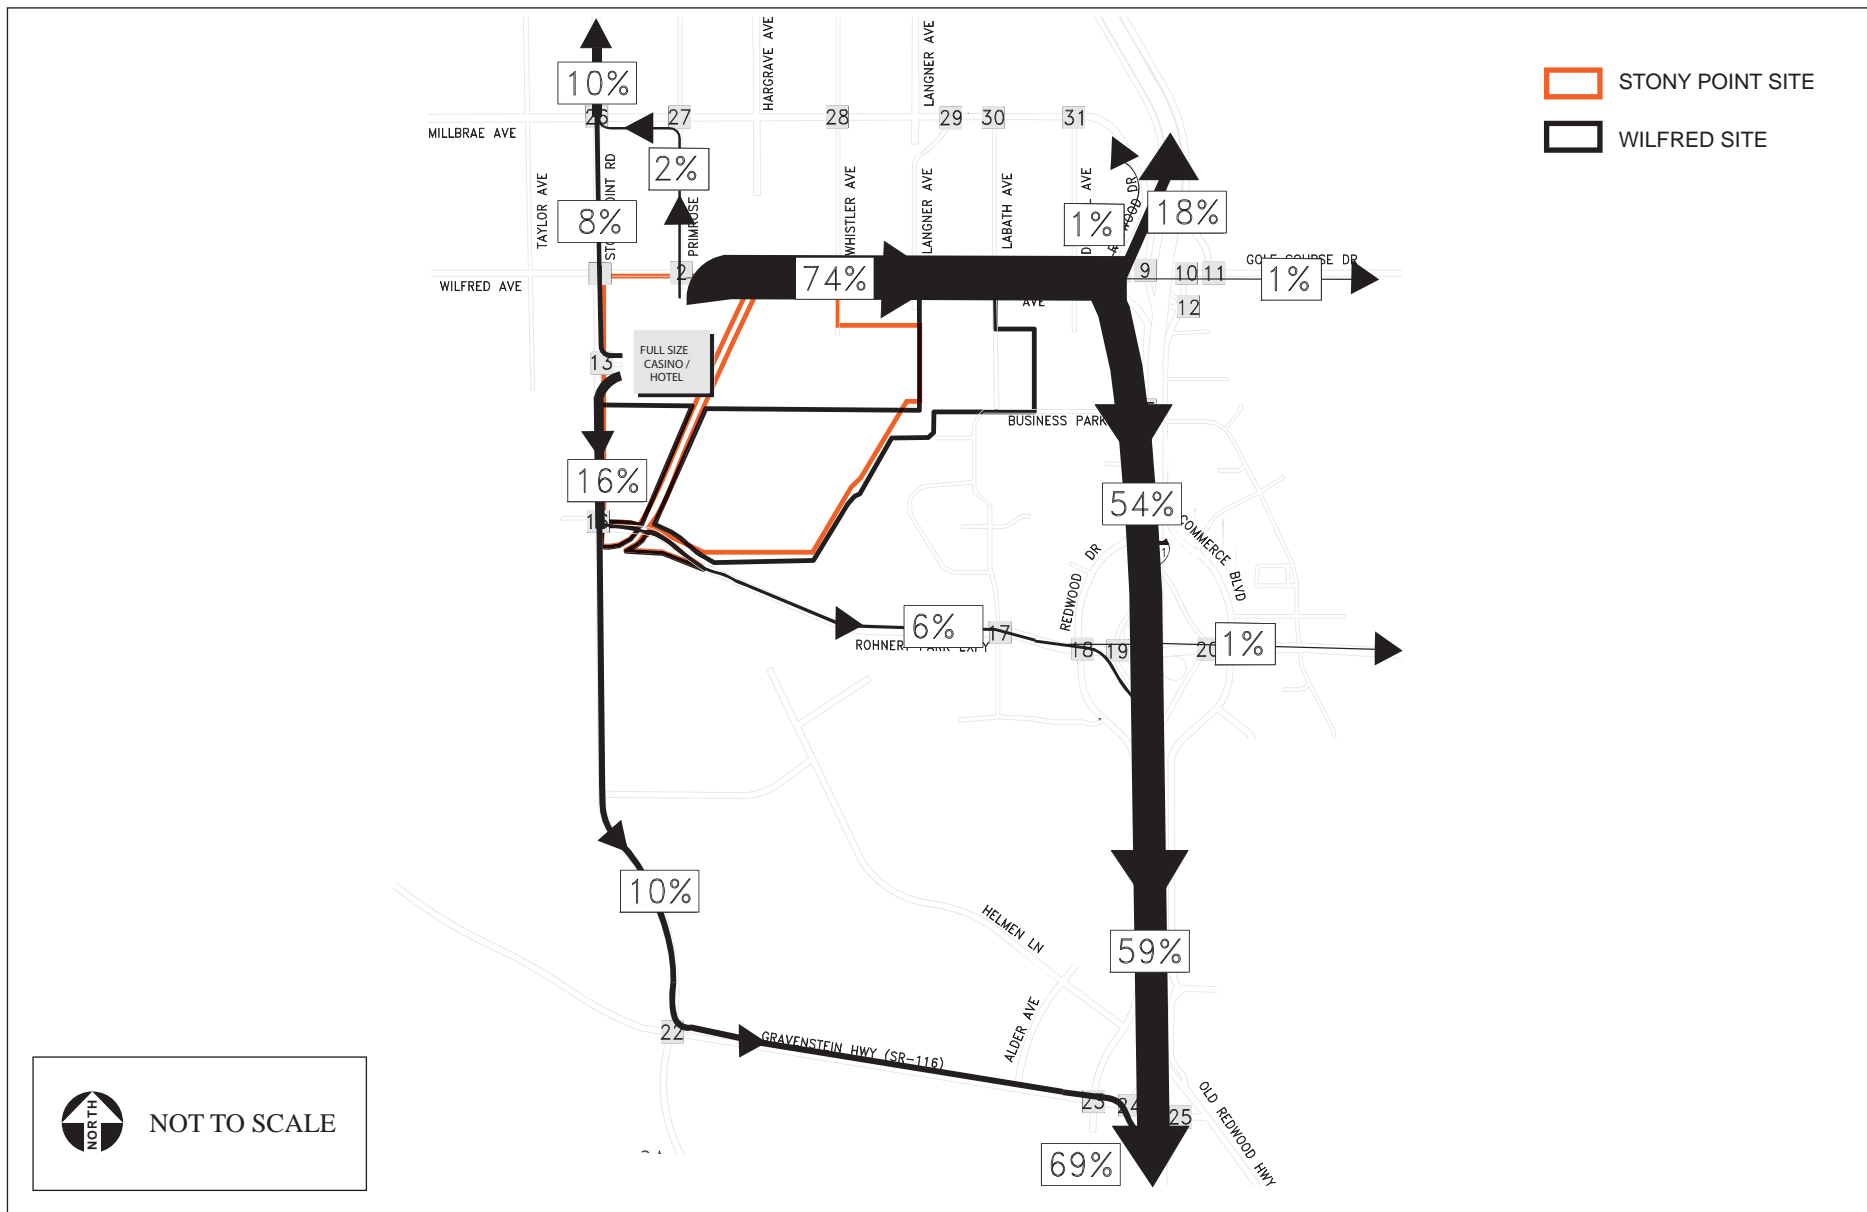 10%
HARGRAVE AVE
LANGNER AVE
STONY POINT SITE
WILFRED SITE
MILLBRAE AVE
26
27
28
29
30
31
2%
TAYLOR AVE
8%
PRIMROSE
WHISTLER AVE
LANGNER AVE
LABATH AVE
AVE
1%
18%
WILFRED AVE
2
74%
AVE
9
10
11
12
GOLF COURSE DR
1%
13
FULL SIZE
CASINO /
HOTEL
BUSINESS PARK
16%
16
54%
COMMERCE BLVD
REDWOOD DR
6%
17
ROHNERT PARK EXPY
18
19
20
1%
10%
HELMEN LN
59%
ALDER AVE
22
GRAVENSTEIN HWY (SR-116)
23
24
25
OLD REDWOOD HWY
69%
NORTH
NOT TO SCALE